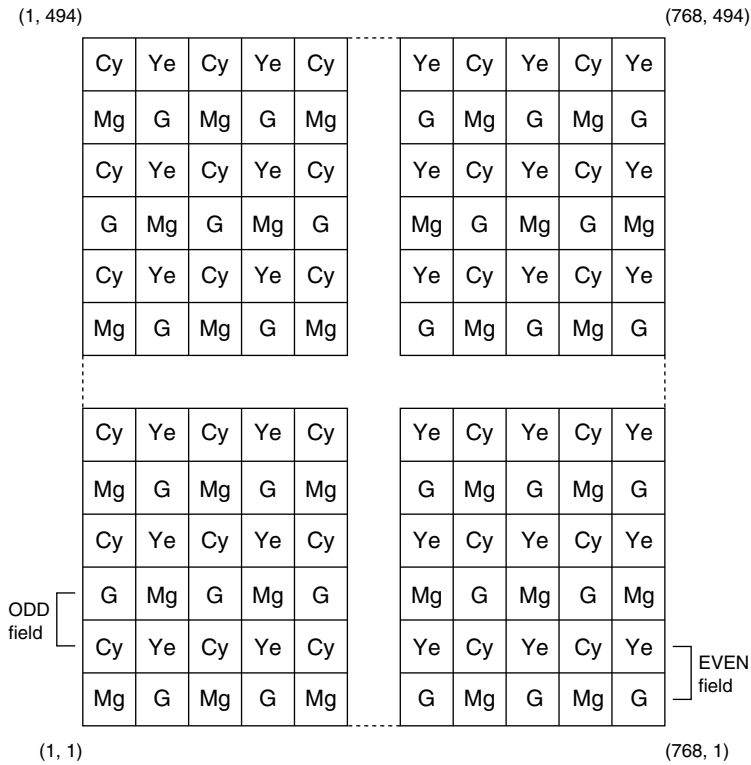 (1, 494) (768, 494)
Cy Ye Cy Ye Cy Ye Cy Ye Cy Ye
Mg G Mg G Mg G Mg G Mg G
Cy Ye Cy Ye Cy Ye Cy Ye Cy Ye
G Mg G Mg G Mg G Mg G Mg
Cy Ye Cy Ye Cy Ye Cy Ye Cy Ye
Mg G Mg G Mg G Mg G Mg G
Cy Ye Cy Ye Cy Ye Cy Ye Cy Ye
Mg G Mg G Mg G Mg G Mg G
Cy Ye Cy Ye Cy Ye Cy Ye Cy Ye
G Mg G Mg G Mg G Mg G Mg
ODD
field
Cy Ye Cy Ye Cy Ye Cy Ye Cy Ye
Mg G Mg G Mg G Mg G Mg G
EVEN
field
(1, 1) (768, 1)